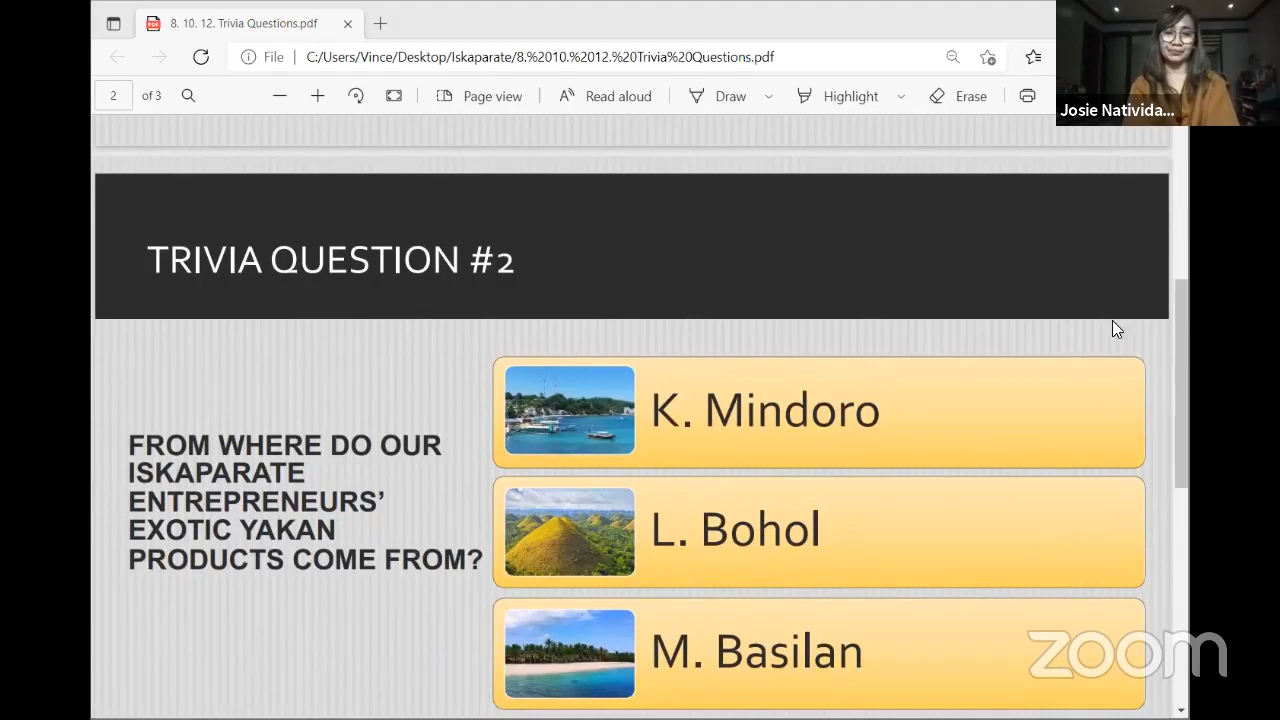 8. 10. 12. Trivia Questions.pdf
File
C:/Users/Vince/Desktop/Iskaparate/8.%2010.%2012.%20Trivia%20Questions.pdf
2 of 3
Page view
Read aloud
Draw
Highlight
Erase
Josie Nativida...
TRIVIA QUESTION #2
FROM WHERE DO OUR
ISKAPARATE
ENTREPRENEURS’
EXOTIC YAKAN
PRODUCTS COME FROM?
K. Mindoro
L. Bohol
M. Basilan
zoom